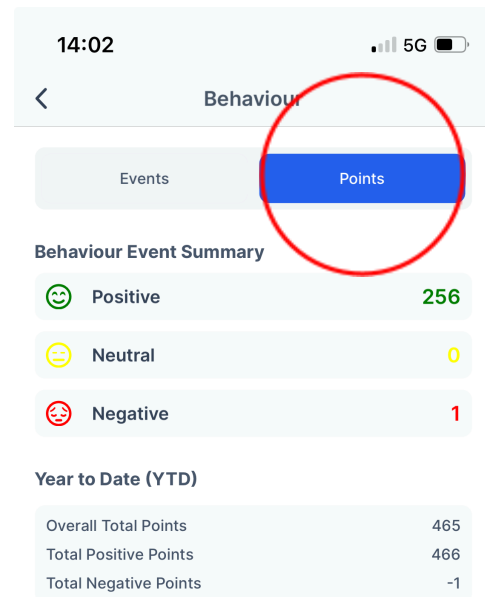 14:02 5G
Behaviour
Events Points
Behaviour Event Summary
Positive 256
Neutral 0
Negative 1
Year to Date (YTD)
Overall Total Points 465
Total Positive Points 466
Total Negative Points -1